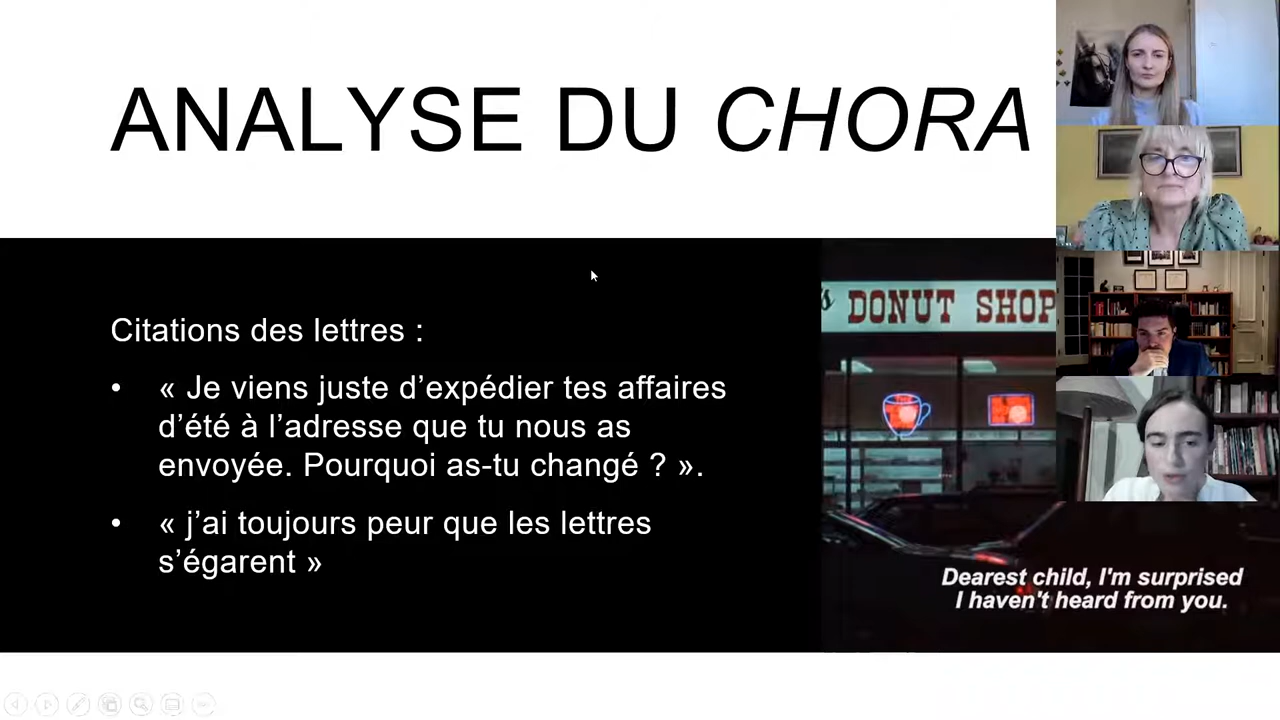 ANALYSE DU CHORA
Citations des lettres :
• « Je viens juste d’expédier tes affaires
d’été à l’adresse que tu nous as
envoyée. Pourquoi as-tu changé ? ».
• « j’ai toujours peur que les lettres
s’égarent »
DONUT SHOP
Dearest child, I'm surprised
I haven't heard from you.